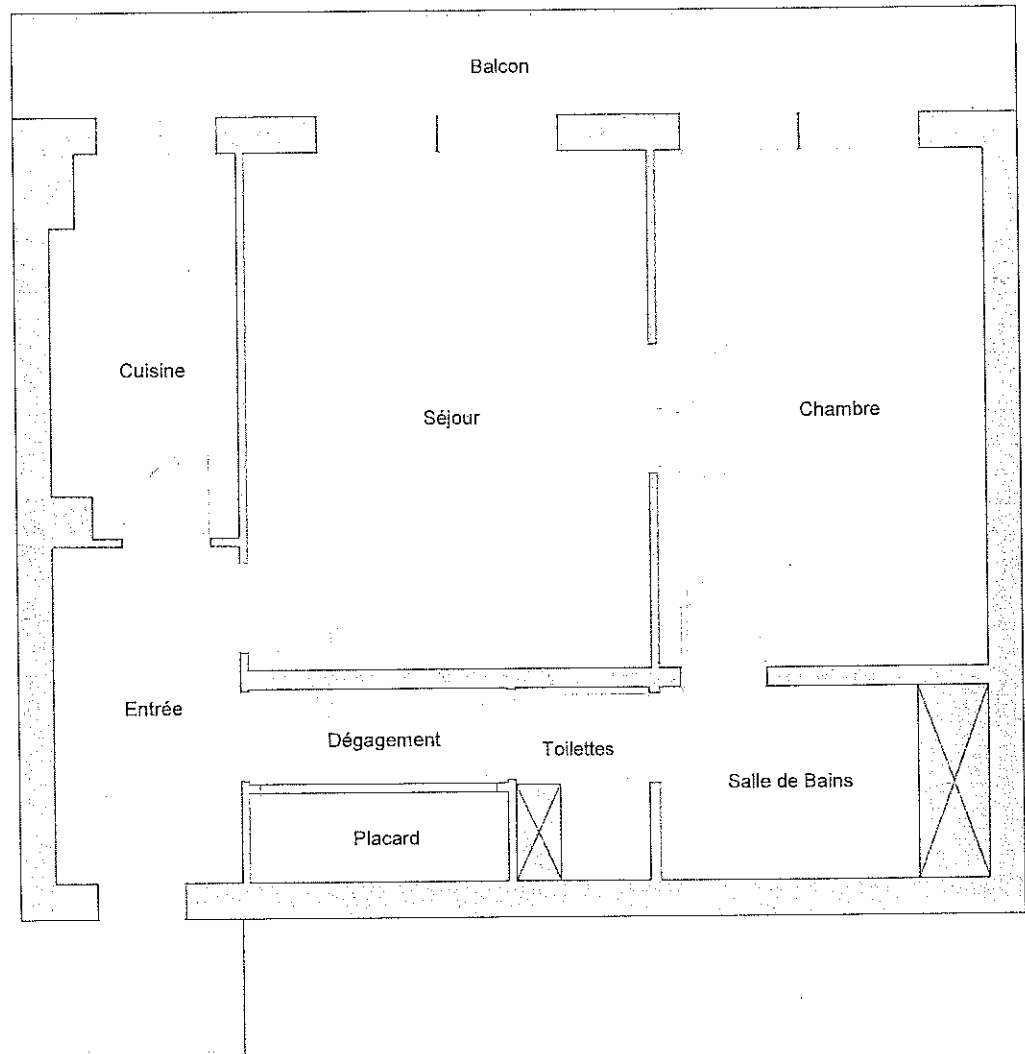 Balcon
Cuisine
Séjour
Chambre
Entrée
Dégagement
Toilettes
Salle de Bains
Placard